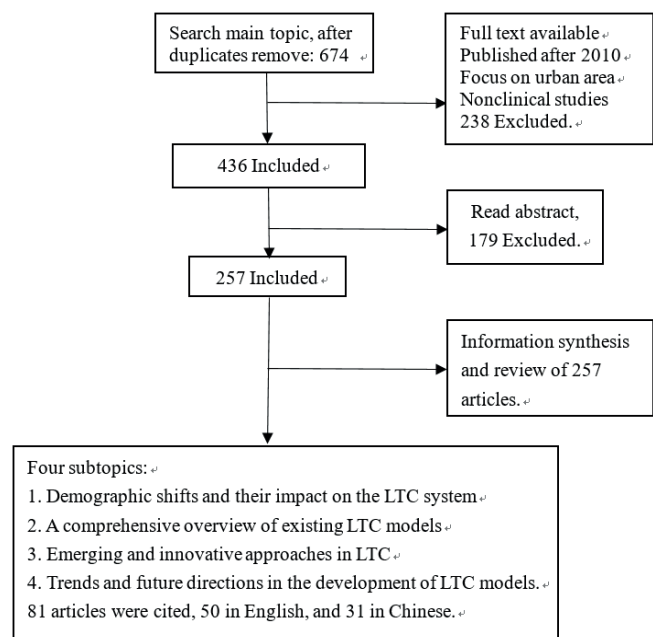 Search main topic, after
duplicates remove: 674
Full text available
Published after 2010
Focus on urban area
Nonclinical studies
238 Excluded.
436 Included
Read abstract,
179 Excluded.
257 Included
Information synthesis
and review of 257
articles.
Four subtopics:
1. Demographic shifts and their impact on the LTC system
2. A comprehensive overview of existing LTC models
3. Emerging and innovative approaches in LTC
4. Trends and future directions in the development of LTC models.
81 articles were cited, 50 in English, and 31 in Chinese.